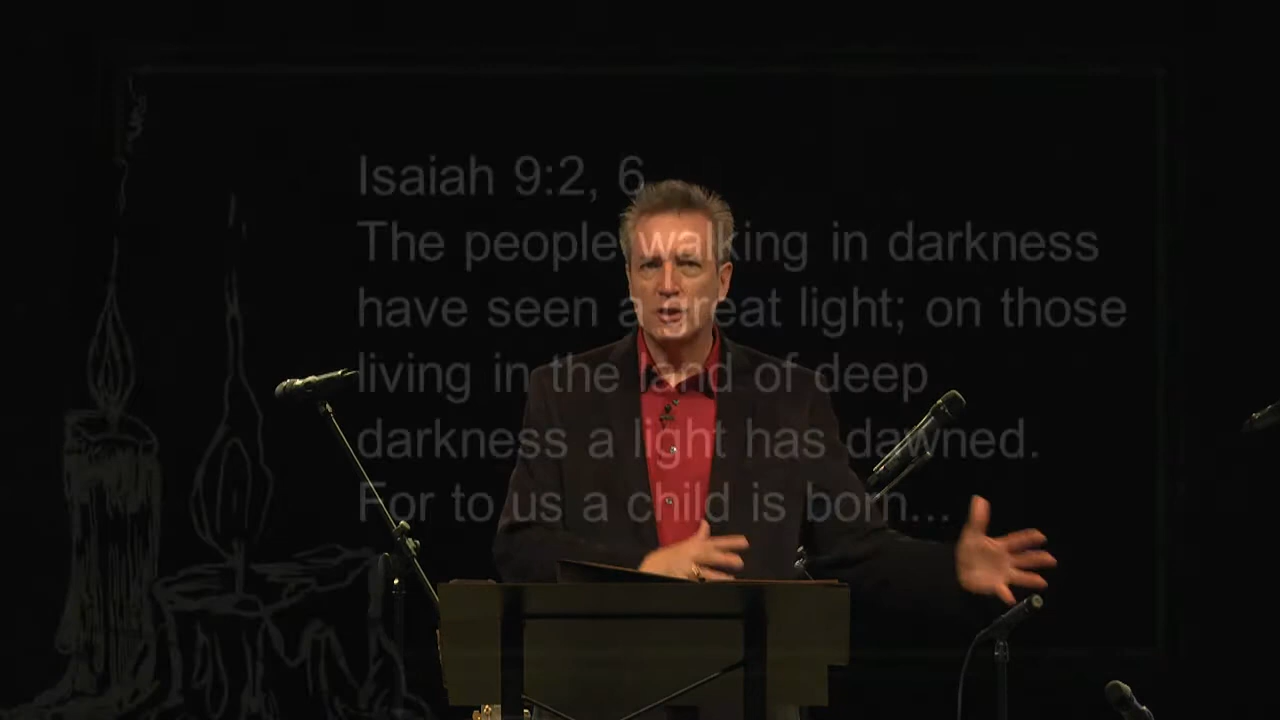 Isaiah 9:2, 6
The people walking in darkness
have seen a great light; on those
living in the land of deep
darkness a light has dawned.
For to us a child is born...